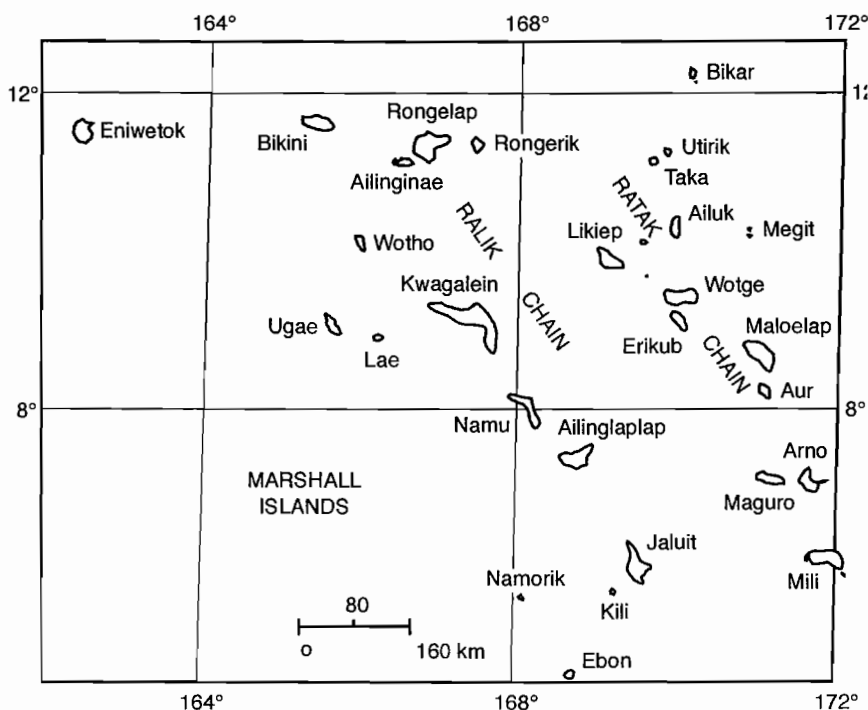 164°
168°
172°
Bikar
12°
12
Rongelap
Eniwetok
Bikini
Rongerik
Utirik
Taka
Ailinginae
RATAK
Ailuk
Likiep
Megit
RALIK
Wotho
Kwagalein
Wotge
CHAIN
Ugae
Erikub
Maloelap
Lae
CHAIN
Aur
8°
8°
Namu
Ailinglaplap
Arno
MARSHALL
ISLANDS
Maguro
Jaluit
Namorik
Mili
80
Kili
o
160 km
Ebon
164°
168°
172°